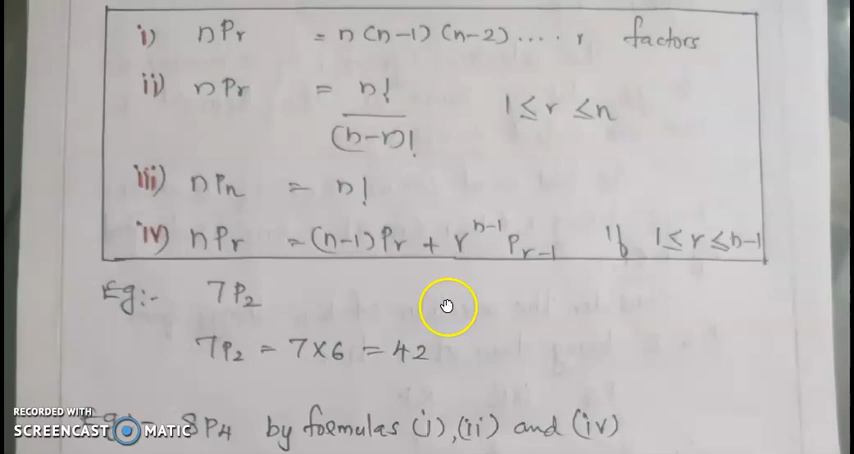 i) nPr = n(n-1)(n-2).... r factors
ii) nPr = n! / (n-r)! 1≤r≤n
iii) nPn = n!
iv) nPr = (n-1)Pr + r ⁿ⁻¹Pᵣ₋₁ if 1≤r≤n-1
Eg:- 7P₂
7P₂ = 7×6 = 42
Eg:- 8P₄ by formulas (i),(ii) and (iv)
RECORDED WITH
SCREENCAST MATIC